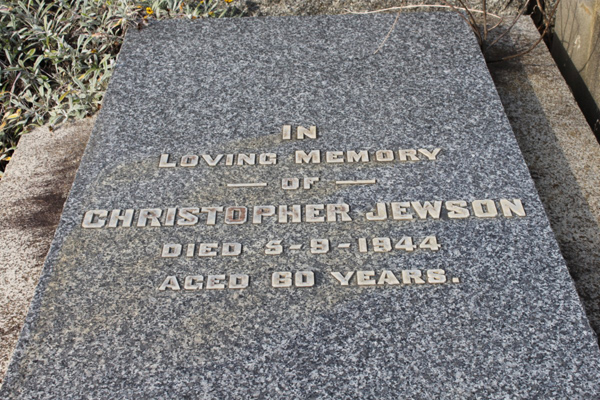 IN
LOVING MEMORY
— OF —
CHRISTOPHER JEWSON
DIED 5-9-1944
AGED 60 YEARS.